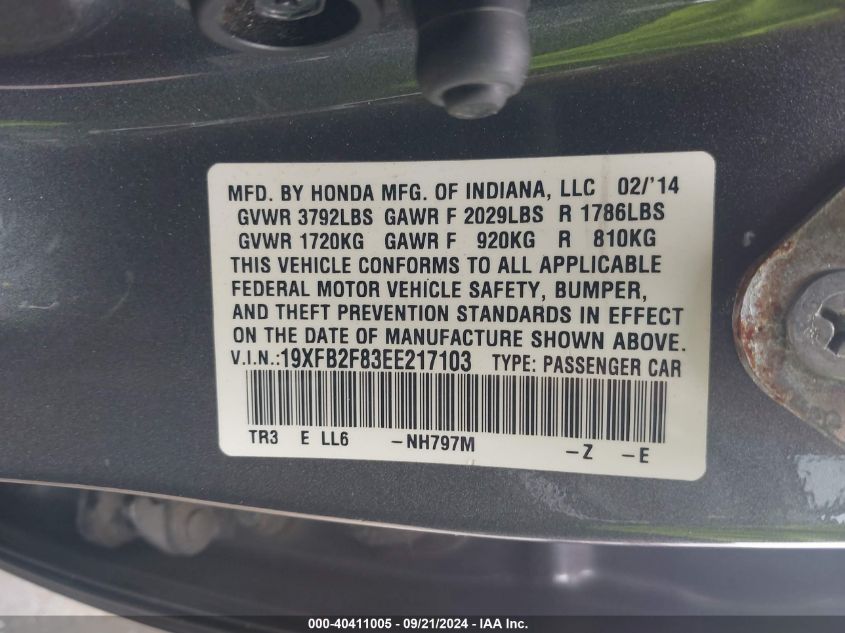 MFD. BY HONDA MFG. OF INDIANA, LLC 02/'14
GVWR 3792LBS GAWR F 2029LBS R 1786LBS
GVWR 1720KG GAWR F 920KG R 810KG
THIS VEHICLE CONFORMS TO ALL APPLICABLE
FEDERAL MOTOR VEHICLE SAFETY, BUMPER,
AND THEFT PREVENTION STANDARDS IN EFFECT
ON THE DATE OF MANUFACTURE SHOWN ABOVE.
V.I.N.:19XFB2F83EE217103 TYPE: PASSENGER CAR
TR3 E LL6 –NH797M –Z –E
000-40411005 - 09/21/2024 - IAA Inc.